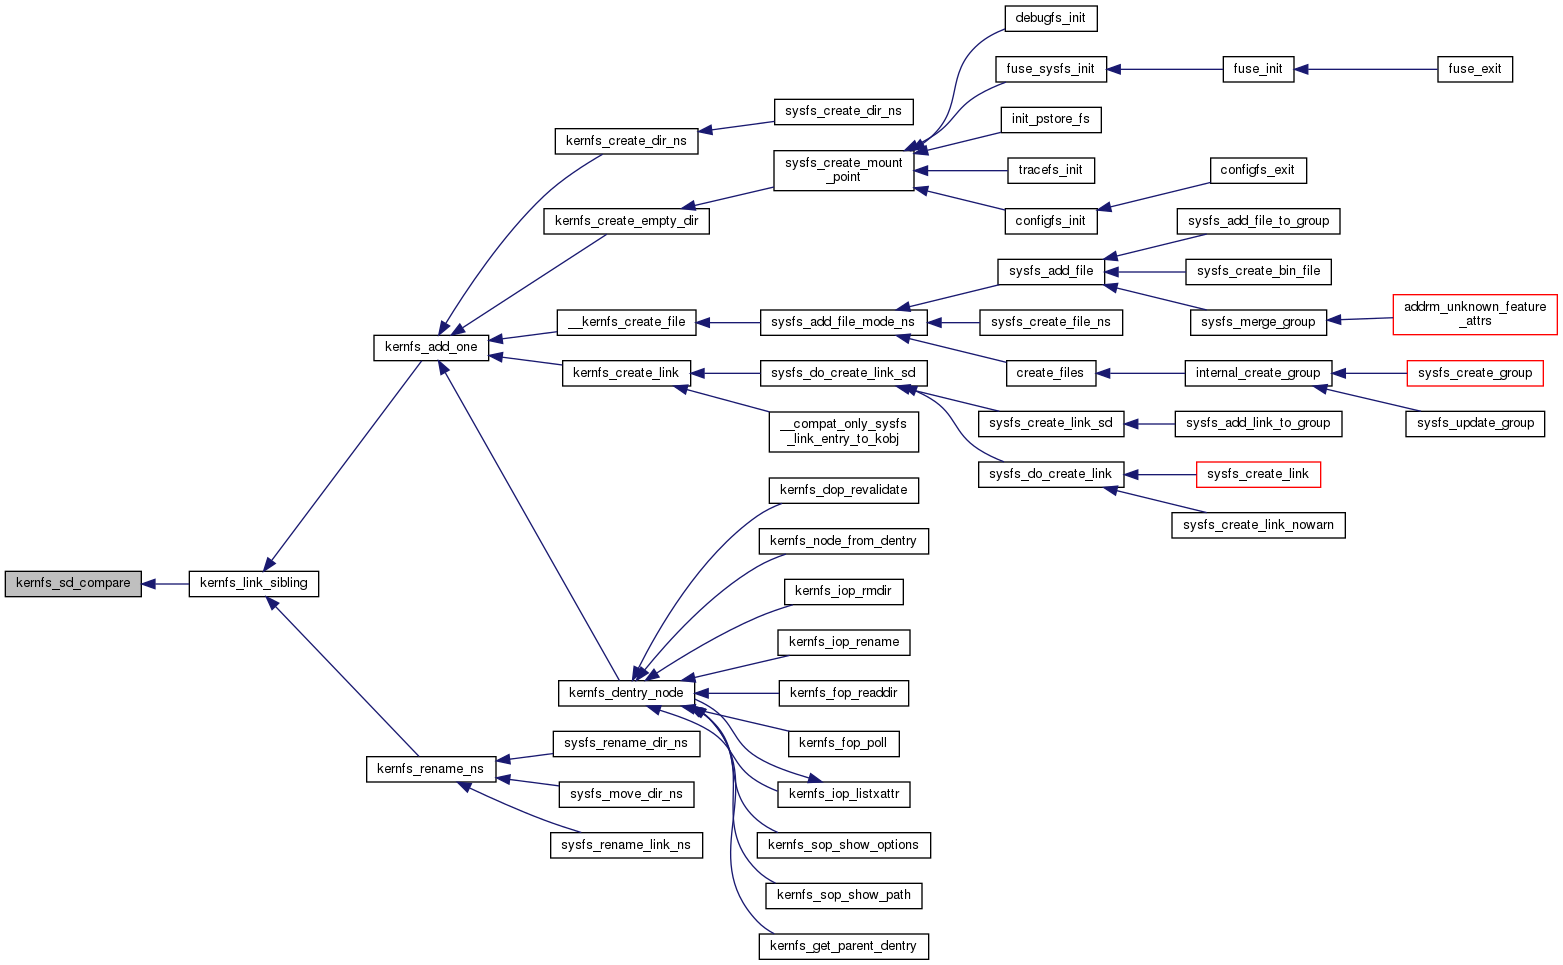 debugfs_init
fuse_sysfs_init
fuse_init
fuse_exit
sysfs_create_dir_ns
init_pstore_fs
kernfs_create_dir_ns
sysfs_create_mount
_point
tracefs_init
configfs_exit
kernfs_create_empty_dir
configfs_init
sysfs_add_file_to_group
sysfs_add_file
sysfs_create_bin_file
addrm_unknown_feature
_attrs
__kernfs_create_file
sysfs_add_file_mode_ns
sysfs_create_file_ns
sysfs_merge_group
kernfs_add_one
kernfs_create_link
sysfs_do_create_link_sd
create_files
internal_create_group
sysfs_create_group
__compat_only_sysfs
_link_entry_to_kobj
sysfs_create_link_sd
sysfs_add_link_to_group
sysfs_update_group
sysfs_do_create_link
sysfs_create_link
kernfs_dop_revalidate
sysfs_create_link_nowarn
kernfs_node_from_dentry
kernfs_sd_compare
kernfs_link_sibling
kernfs_iop_rmdir
kernfs_iop_rename
kernfs_dentry_node
kernfs_fop_readdir
sysfs_rename_dir_ns
kernfs_fop_poll
kernfs_rename_ns
sysfs_move_dir_ns
kernfs_iop_listxattr
sysfs_rename_link_ns
kernfs_sop_show_options
kernfs_sop_show_path
kernfs_get_parent_dentry